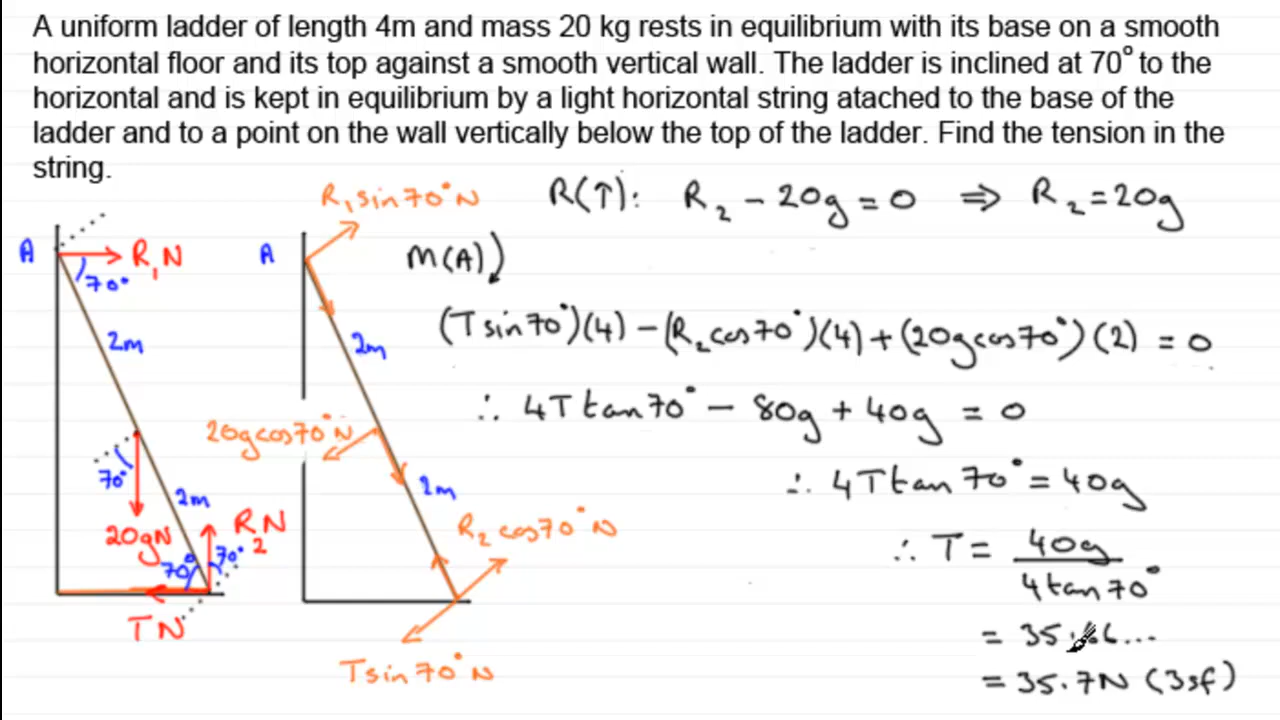 A uniform ladder of length 4m and mass 20 kg rests in equilibrium with its base on a smooth
horizontal floor and its top against a smooth vertical wall. The ladder is inclined at 70° to the
horizontal and is kept in equilibrium by a light horizontal string atached to the base of the
ladder and to a point on the wall vertically below the top of the ladder. Find the tension in the
string.
R₁sin70°N
R(↑): R₂ - 20g = 0 ⇒ R₂ = 20g
A
R₁N
A
M(A)
70°
(Tsin70°)(4) - (R₂cos70°)(4) + (20gcos70°)(2) = 0
2m
2m
∴ 4Ttan70° - 80g + 40g = 0
20gcos70°N
70°
2m
2m
∴ 4Ttan70° = 40g
20gN
R₂N
R₂cos70°N
70°
70°
∴ T = 40g
4tan70°
TN
= 35.
= 35.7N (3sf)
Tsin70°N